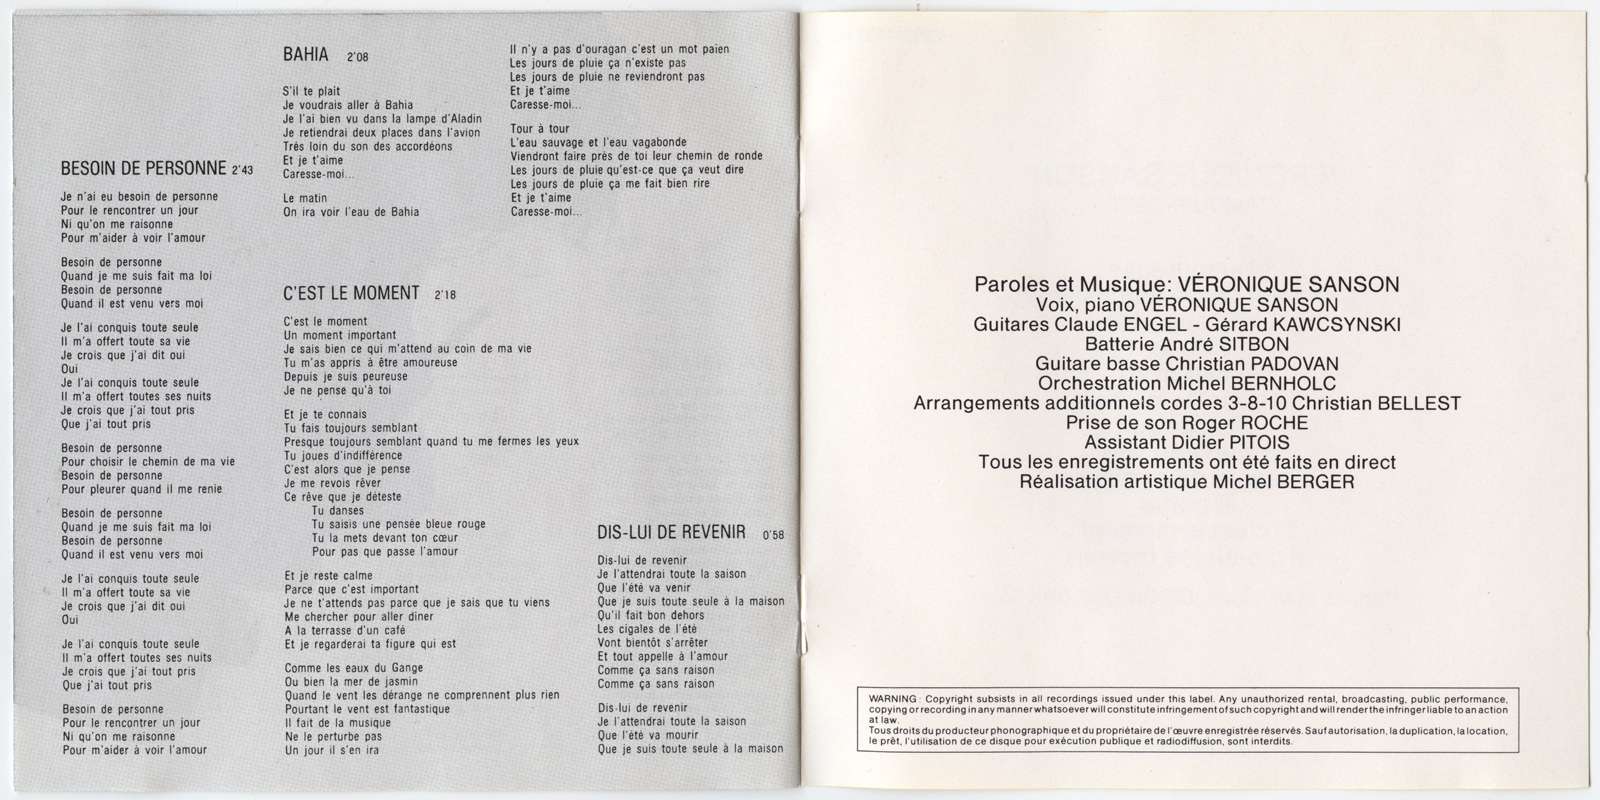 BESOIN DE PERSONNE 2'43
Je n'ai eu besoin de personne
Pour le rencontrer un jour
Ni qu'on me raisonne
Pour m'aider à voir l'amour
Besoin de personne
Quand je me suis fait ma loi
Besoin de personne
Quand il est venu vers moi
Je l'ai conquis toute seule
Il m'a offert toute sa vie
Je crois que j'ai dit oui
Oui
Je l'ai conquis toute seule
Il m'a offert toutes ses nuits
Je crois que j'ai tout pris
Que j'ai tout pris
Besoin de personne
Pour choisir le chemin de ma vie
Besoin de personne
Pour pleurer quand il me renie
Besoin de personne
Quand je me suis fait ma loi
Besoin de personne
Quand il est venu vers moi
Je l'ai conquis toute seule
Il m'a offert toute sa vie
Je crois que j'ai dit oui
Oui
Je l'ai conquis toute seule
Il m'a offert toutes ses nuits
Je crois que j'ai tout pris
Que j'ai tout pris
Besoin de personne
Pour le rencontrer un jour
Ni qu'on me raisonne
Pour m'aider à voir l'amour
BAHIA 2'08
S'il te plait
Je voudrais aller à Bahia
Je l'ai bien vu dans la lampe d'Aladin
Je retiendrai deux places dans l'avion
Très loin du son des accordéons
Et je t'aime
Caresse-moi...
Le matin
On ira voir l'eau de Bahia
Il n'y a pas d'ouragan c'est un mot païen
Les jours de pluie ça n'existe pas
Les jours de pluie ne reviendront pas
Et je t'aime
Caresse-moi...
Tour à tour
L'eau sauvage et l'eau vagabonde
Viendront faire près de toi leur chemin de ronde
Les jours de pluie qu'est-ce que ça veut dire
Les jours de pluie ça me fait bien rire
Et je t'aime
Caresse-moi...
C'EST LE MOMENT 2'18
C'est le moment
Un moment important
Je sais bien ce qui m'attend au coin de ma vie
Tu m'as appris à être amoureuse
Depuis je suis peureuse
Je ne pense qu'à toi
Et je te connais
Tu fais toujours semblant
Presque toujours semblant quand tu me fermes les yeux
Tu joues d'indifférence
C'est alors que je pense
Je me revois rêver
Ce rêve que je déteste
Tu danses
Tu saisis une pensée bleue rouge
Tu la mets devant ton cœur
Pour pas que passe l'amour
Et je reste calme
Parce que c'est important
Je ne t'attends pas parce que je sais que tu viens
Me chercher pour aller diner
A la terrasse d'un café
Et je regarderai ta figure qui est
Comme les eaux du Gange
Ou bien la mer de jasmin
Quand le vent les dérange ne comprennent plus rien
Pourtant le vent est fantastique
Il fait de la musique
Ne le perturbe pas
Un jour il s'en ira
DIS-LUI DE REVENIR 0'58
Dis-lui de revenir
Je l'attendrai toute la saison
Que l'été va venir
Que je suis toute seule à la maison
Qu'il fait bon dehors
Les cigales de l'été
Vont bientôt s'arrêter
Et tout appelle à l'amour
Comme ça sans raison
Comme ça sans raison
Dis-lui de revenir
Je l'attendrai toute la saison
Que l'été va mourir
Que je suis toute seule à la maison
Paroles et Musique: VÉRONIQUE SANSON
Voix, piano VÉRONIQUE SANSON
Guitares Claude ENGEL - Gérard KAWCSYNSKI
Batterie André SITBON
Guitare basse Christian PADOVAN
Orchestration Michel BERNHOLC
Arrangements additionnels cordes 3-8-10 Christian BELLEST
Prise de son Roger ROCHE
Assistant Didier PITOIS
Tous les enregistrements ont été faits en direct
Réalisation artistique Michel BERGER
WARNING : Copyright subsists in all recordings issued under this label. Any unauthorized rental, broadcasting, public performance,
copying or recording in any manner whatsoever will constitute infringement of such copyright and will render the infringer liable to an action
at law.
Tous droits du producteur phonographique et du propriétaire de l'œuvre enregistrée réservés. Sauf autorisation, la duplication, la location,
le prêt, l'utilisation de ce disque pour exécution publique et radiodiffusion, sont interdits.